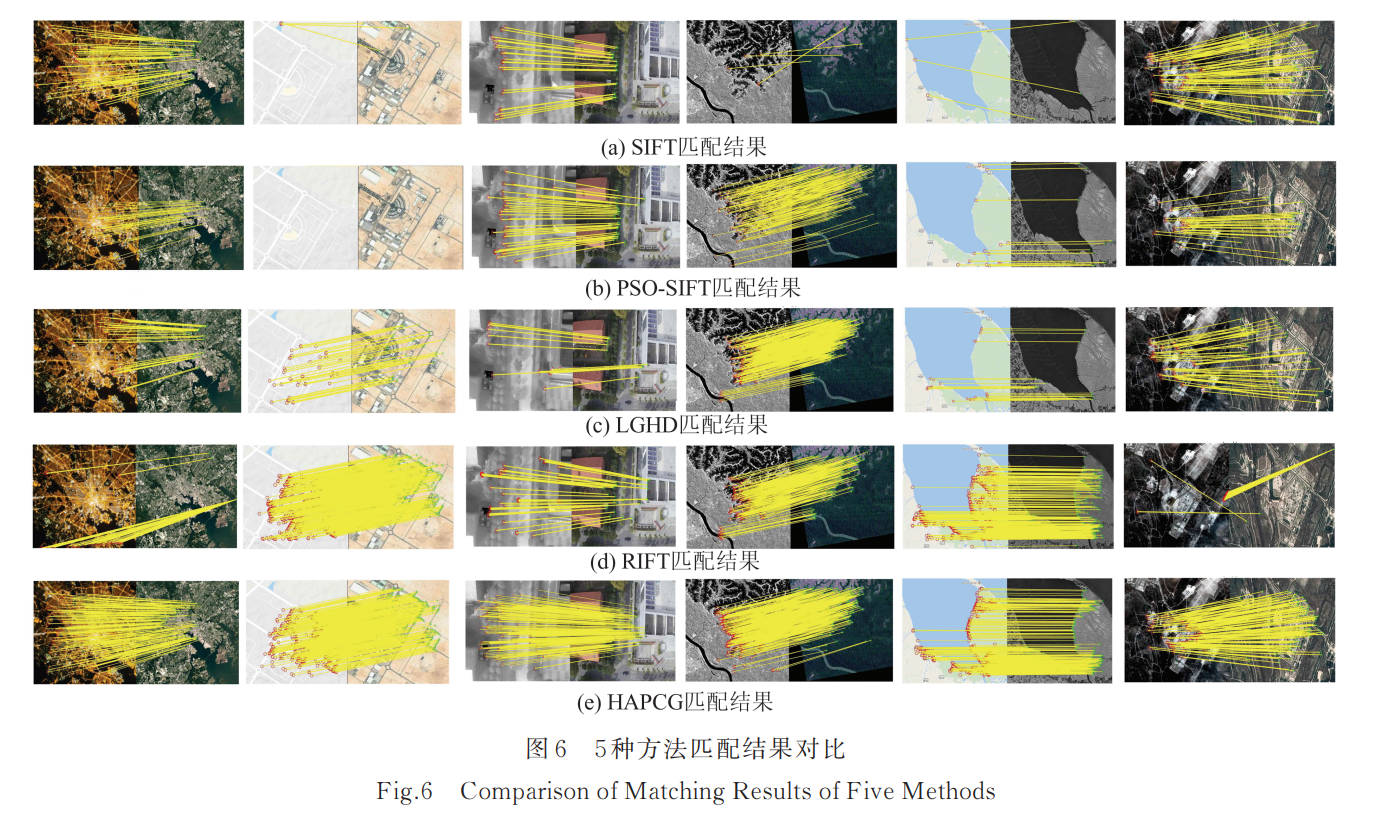 (a) SIFT匹配结果
(b) PSO-SIFT匹配结果
(c) LGHD匹配结果
(d) RIFT匹配结果
(e) HAPCG匹配结果
图6 5种方法匹配结果对比
Fig.6 Comparison of Matching Results of Five Methods